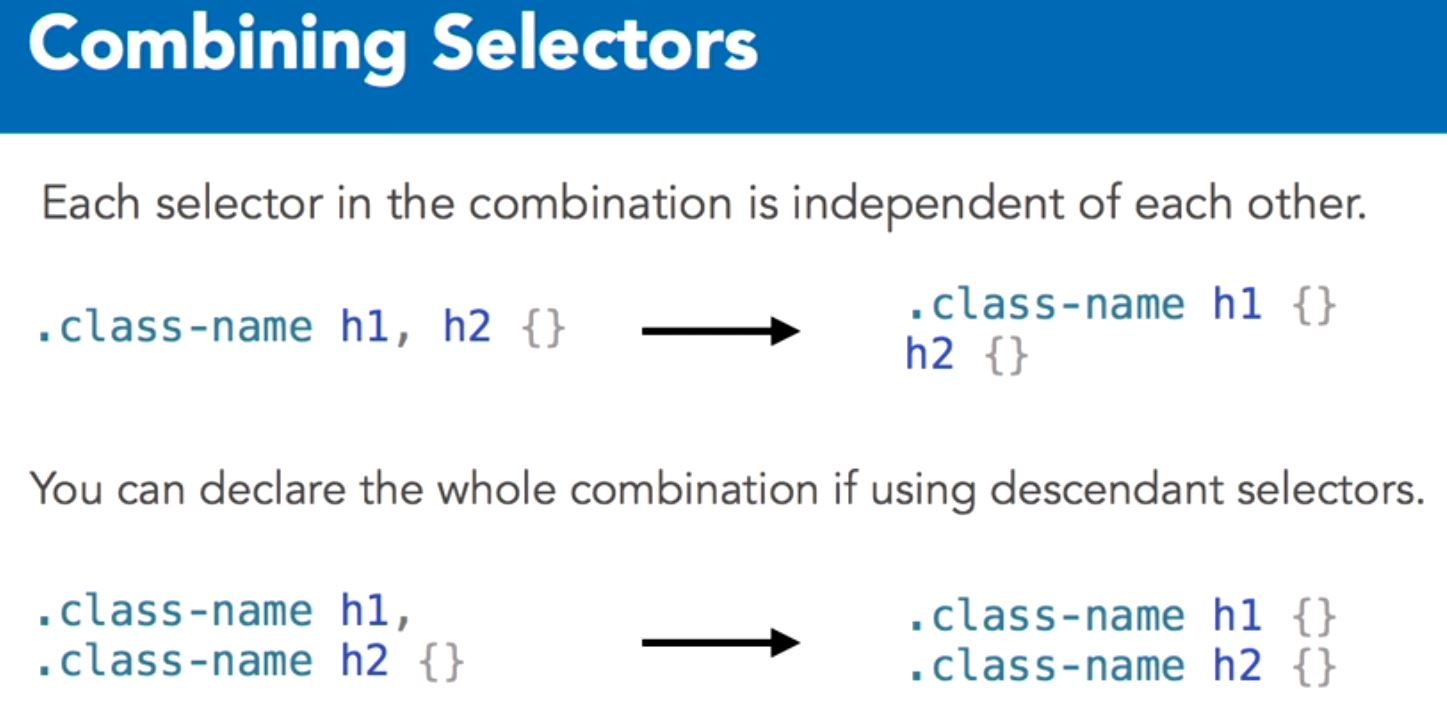 Combining Selectors
Each selector in the combination is independent of each other.
.class-name h1, h2 {}
.class-name h1 {}
h2 {}
You can declare the whole combination if using descendant selectors.
.class-name h1,
.class-name h2 {}
.class-name h1 {}
.class-name h2 {}